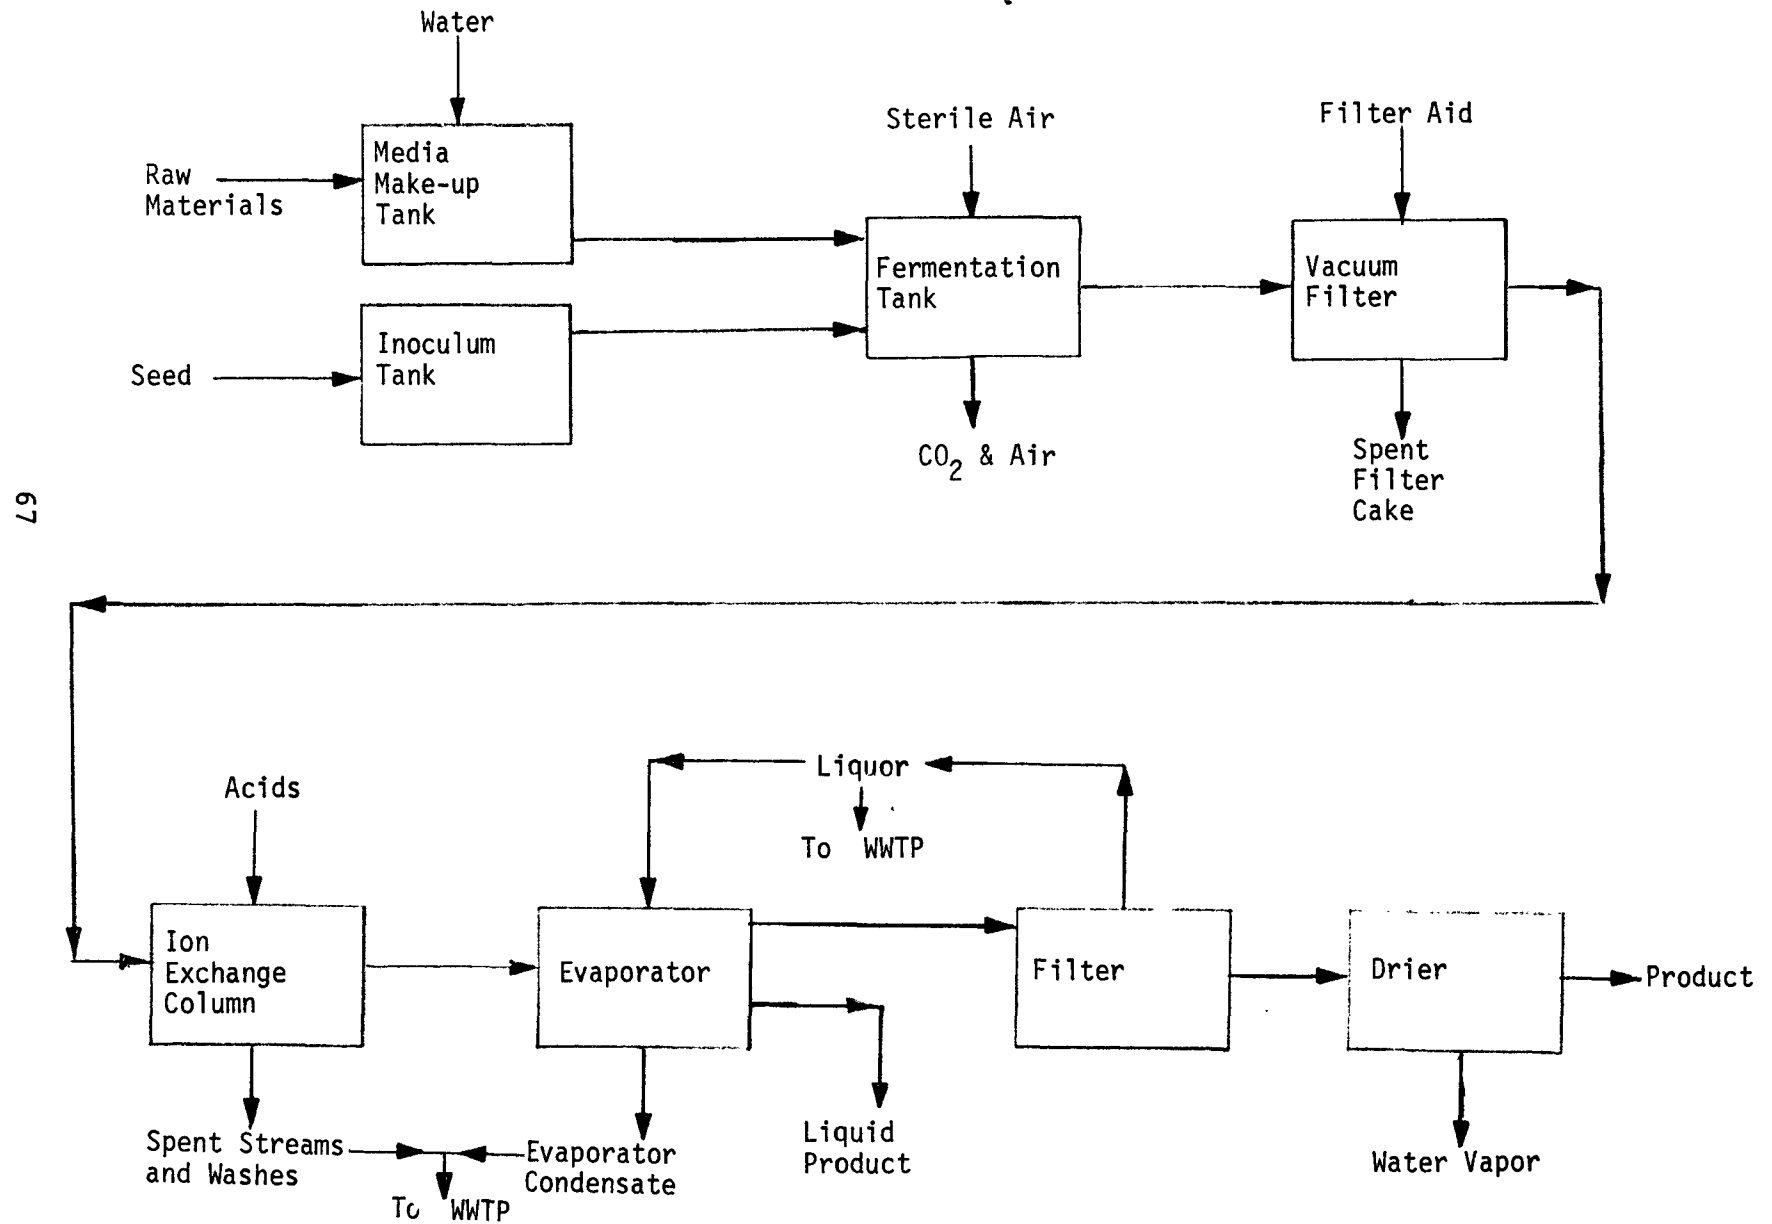 Water
Sterile Air
Filter Aid
Media
Make-up
Tank
Raw
Materials
Fermentation
Tank
Vacuum
Filter
Inoculum
Tank
Seed
CO2 & Air
Spent
Filter
Cake
67
Liquor
To WWTP
Acids
Ion
Exchange
Column
Evaporator
Filter
Drier
Product
Spent Streams
and Washes
Evaporator
Condensate
To WWTP
Liquid
Product
Water Vapor